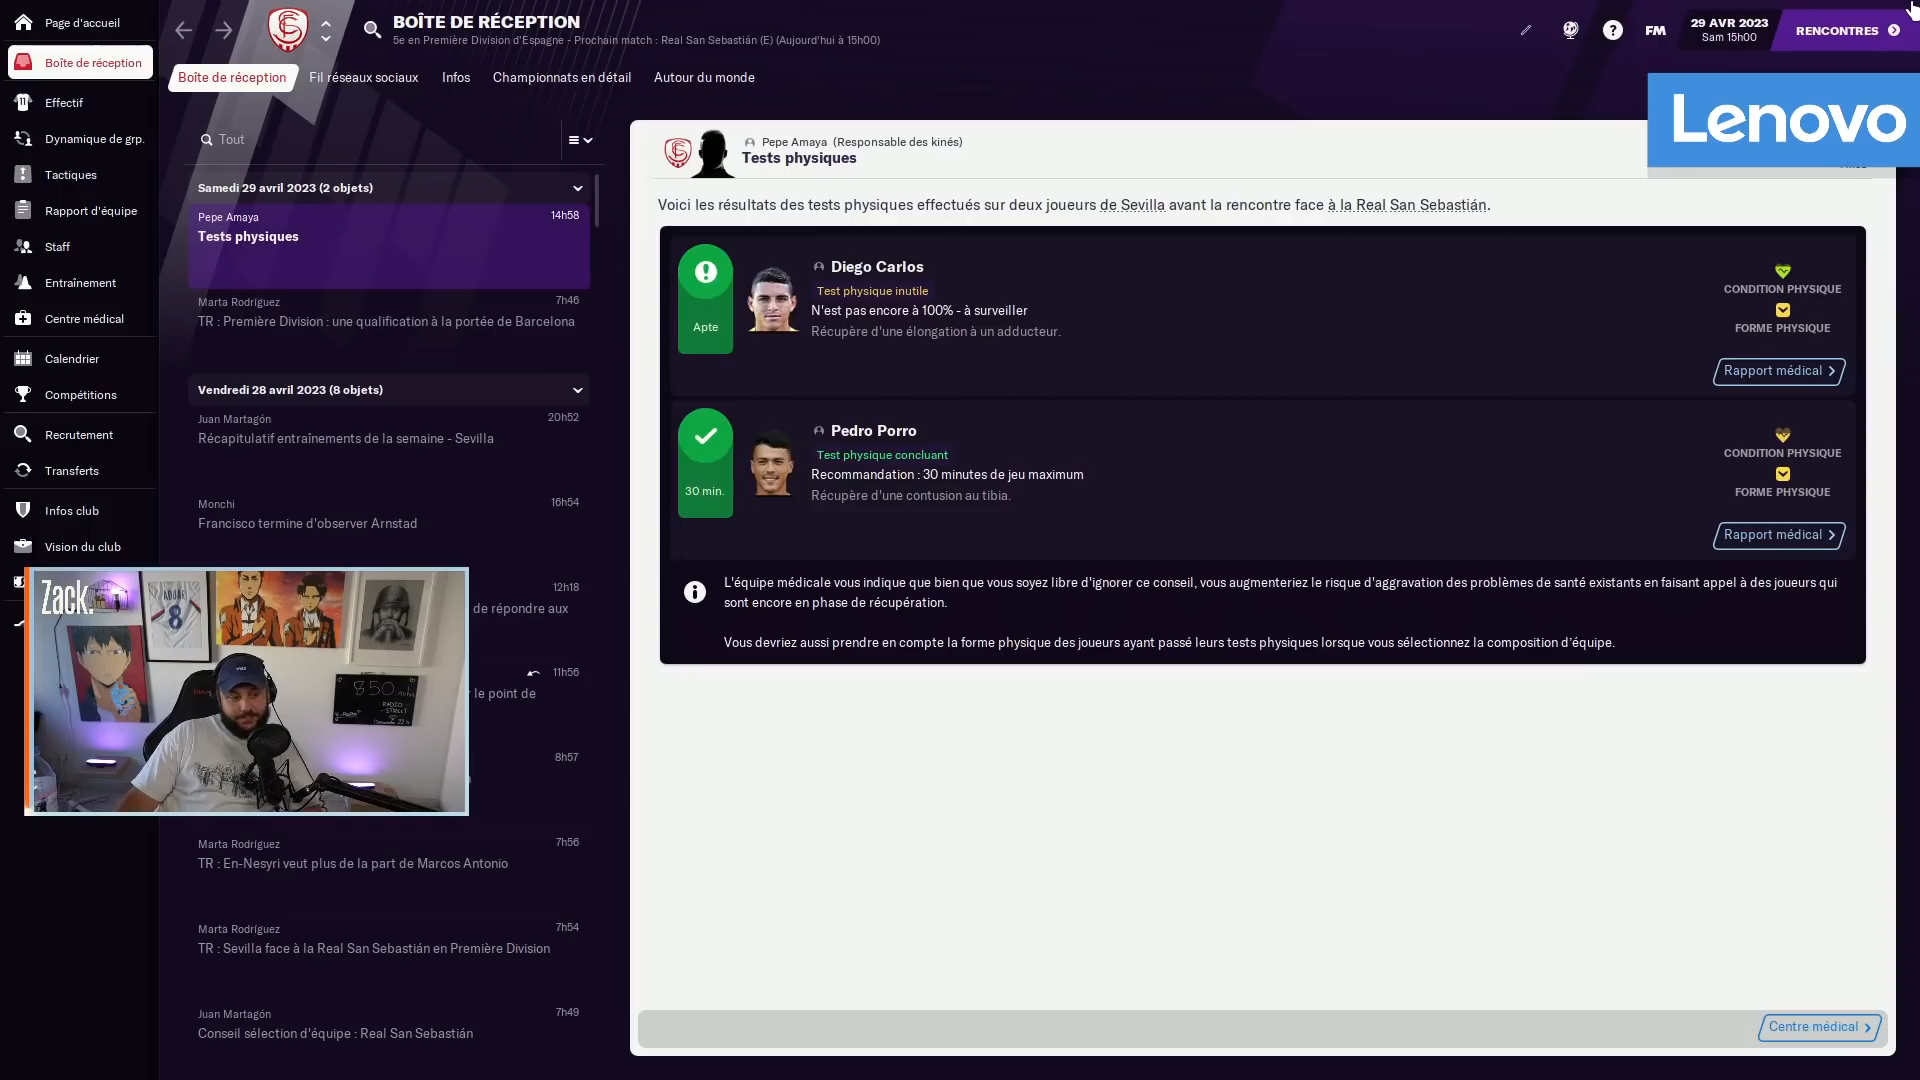 Page d'accueil
Boîte de réception
Effectif
Dynamique de grp.
Tactiques
Rapport d'équipe
Staff
Entraînement
Centre médical
Calendrier
Compétitions
Recrutement
Transferts
Infos club
Vision du club
BOÎTE DE RÉCEPTION
5e en Première Division d'Espagne - Prochain match : Real San Sebastián (E) (Aujourd'hui à 15h00)
FM
29 AVR 2023
Sam 15h00
RENCONTRES
Boîte de réception
Fil réseaux sociaux
Infos
Championnats en détail
Autour du monde
Lenovo
Tout
Samedi 29 avril 2023 (2 objets)
Pepe Amaya
14h58
Tests physiques
Marta Rodríguez
7h46
TR : Première Division : une qualification à la portée de Barcelona
Vendredi 28 avril 2023 (8 objets)
Juan Martagón
20h52
Récapitulatif entraînements de la semaine - Sevilla
Monchi
16h54
Francisco termine d'observer Arnstad
12h18
de répondre aux
11h56
le point de
8h57
Marta Rodríguez
7h56
TR : En-Nesyri veut plus de la part de Marcos Antonio
Marta Rodríguez
7h54
TR : Sevilla face à la Real San Sebastián en Première Division
Juan Martagón
7h49
Conseil sélection d'équipe : Real San Sebastián
Zack.
AOUAR
8
850
RADIO
STREET
Pepe Amaya (Responsable des kinés)
Tests physiques
Voici les résultats des tests physiques effectués sur deux joueurs de Sevilla avant la rencontre face à la Real San Sebastián.
Apte
Diego Carlos
Test physique inutile
N'est pas encore à 100% - à surveiller
Récupère d'une élongation à un adducteur.
CONDITION PHYSIQUE
FORME PHYSIQUE
Rapport médical
30 min.
Pedro Porro
Test physique concluant
Recommandation : 30 minutes de jeu maximum
Récupère d'une contusion au tibia.
CONDITION PHYSIQUE
FORME PHYSIQUE
Rapport médical
L'équipe médicale vous indique que bien que vous soyez libre d'ignorer ce conseil, vous augmenteriez le risque d'aggravation des problèmes de santé existants en faisant appel à des joueurs qui
sont encore en phase de récupération.
Vous devriez aussi prendre en compte la forme physique des joueurs ayant passé leurs tests physiques lorsque vous sélectionnez la composition d'équipe.
Centre médical